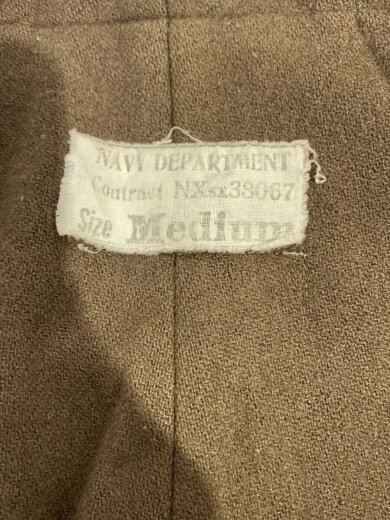 NAVY DEPARTMENT
Contract NXsx38067
Size Medium